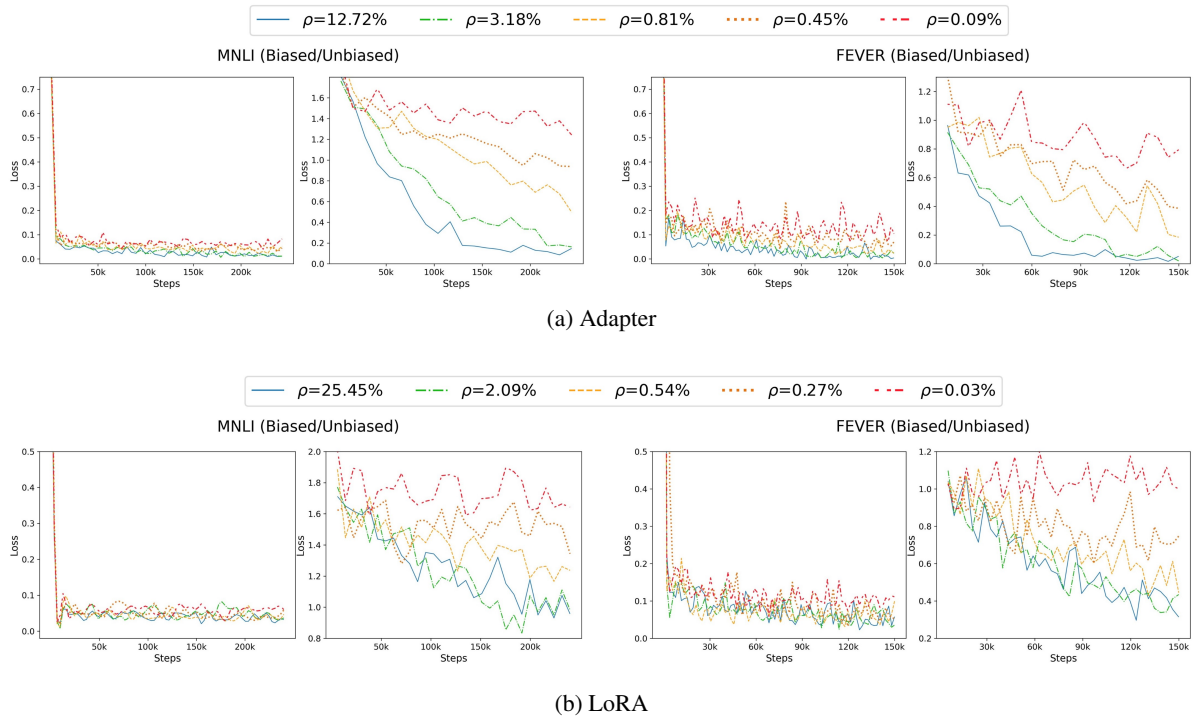 ρ=12.72% ρ=3.18% ρ=0.81% ρ=0.45% ρ=0.09%
MNLI (Biased/Unbiased) FEVER (Biased/Unbiased)
0.7 0.6 0.5 0.4 0.3 0.2 0.1 0.0
Loss
50k 100k 150k 200k
Steps
1.6 1.4 1.2 1.0 0.8 0.6 0.4 0.2 0.0
Loss
50k 100k 150k 200k
Steps
0.7 0.6 0.5 0.4 0.3 0.2 0.1 0.0
Loss
30k 60k 90k 120k 150k
Steps
1.2 1.0 0.8 0.6 0.4 0.2 0.0
Loss
30k 60k 90k 120k 150k
Steps
(a) Adapter
ρ=25.45% ρ=2.09% ρ=0.54% ρ=0.27% ρ=0.03%
MNLI (Biased/Unbiased) FEVER (Biased/Unbiased)
0.5 0.4 0.3 0.2 0.1 0.0
Loss
50k 100k 150k 200k
Steps
2.0 1.8 1.6 1.4 1.2 1.0 0.8
Loss
50k 100k 150k 200k
Steps
0.5 0.4 0.3 0.2 0.1 0.0
Loss
30k 60k 90k 120k 150k
Steps
1.2 1.0 0.8 0.6 0.4 0.2
Loss
30k 60k 90k 120k 150k
Steps
(b) LoRA